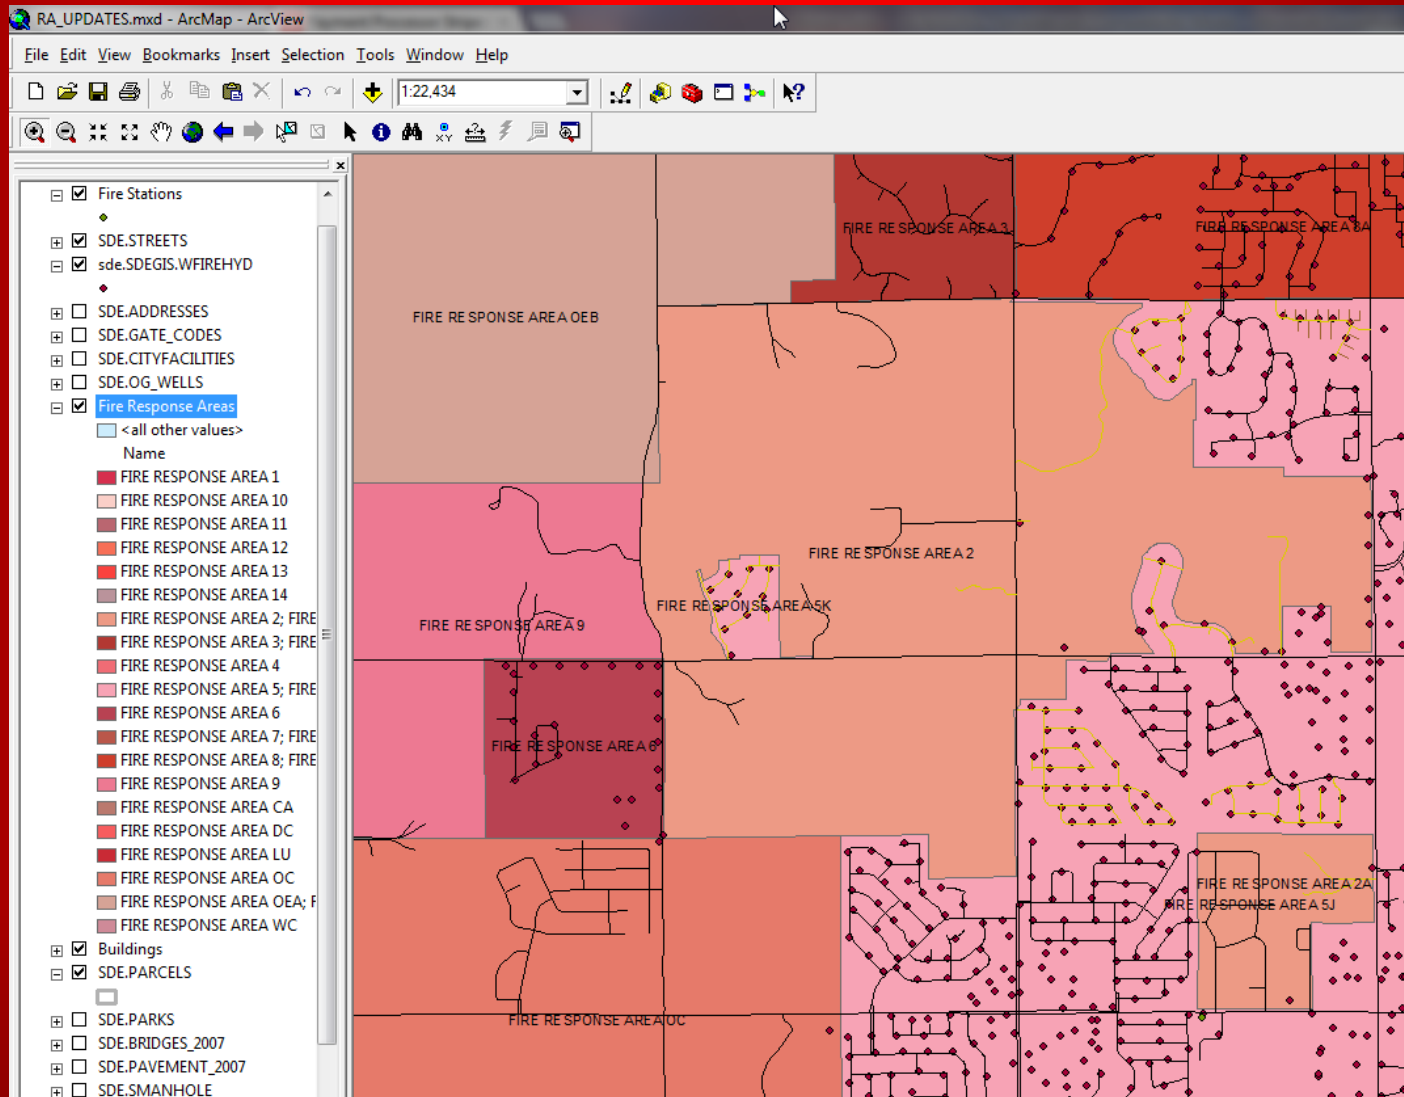 RA_UPDATES.mxd - ArcMap - ArcView
File Edit View Bookmarks Insert Selection Tools Window Help
1:22,434
Fire Stations
SDE.STREETS
sde.SDEGIS.WFIREHYD
SDE.ADDRESSES
SDE.GATE_CODES
SDE.CITYFACILITIES
SDE.OG_WELLS
Fire Response Areas
<all other values>
Name
FIRE RESPONSE AREA 1
FIRE RESPONSE AREA 10
FIRE RESPONSE AREA 11
FIRE RESPONSE AREA 12
FIRE RESPONSE AREA 13
FIRE RESPONSE AREA 14
FIRE RESPONSE AREA 2; FIRE
FIRE RESPONSE AREA 3; FIRE
FIRE RESPONSE AREA 4
FIRE RESPONSE AREA 5; FIRE
FIRE RESPONSE AREA 6
FIRE RESPONSE AREA 7; FIRE
FIRE RESPONSE AREA 8; FIRE
FIRE RESPONSE AREA 9
FIRE RESPONSE AREA CA
FIRE RESPONSE AREA DC
FIRE RESPONSE AREA LU
FIRE RESPONSE AREA OC
FIRE RESPONSE AREA OEA; F
FIRE RESPONSE AREA WC
Buildings
SDE.PARCELS
SDE.PARKS
SDE.BRIDGES_2007
SDE.PAVEMENT_2007
SDE.SMANHOLE
FIRE RESPONSE AREA 3
FIRE RESPONSE AREA 8A
FIRE RESPONSE AREA OEB
FIRE RESPONSE AREA 2
FIRE RESPONSE AREA 5K
FIRE RESPONSE AREA 9
FIRE RESPONSE AREA 6
FIRE RESPONSE AREA 2A
FIRE RESPONSE AREA 5J
FIRE RESPONSE AREA OC
XY